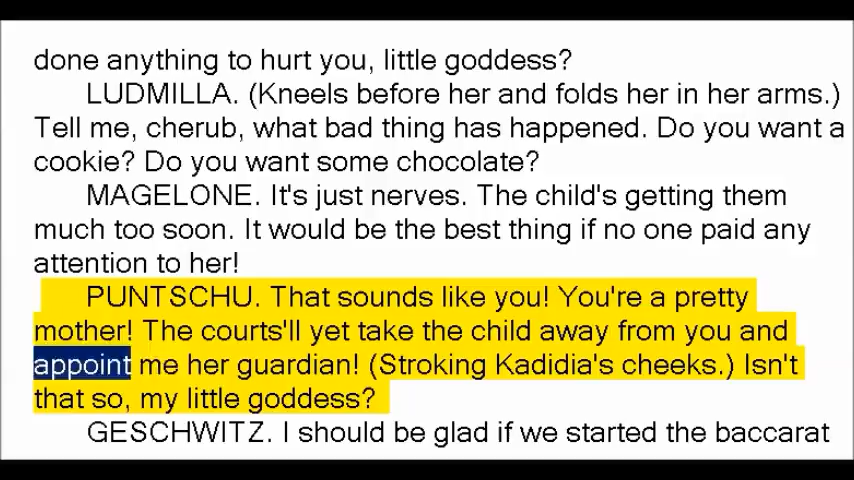 done anything to hurt you, little goddess?
LUDMILLA. (Kneels before her and folds her in her arms.)
Tell me, cherub, what bad thing has happened. Do you want a
cookie? Do you want some chocolate?
MAGELONE. It's just nerves. The child's getting them
much too soon. It would be the best thing if no one paid any
attention to her!
PUNTSCHU. That sounds like you! You're a pretty
mother! The courts'll yet take the child away from you and
appoint me her guardian! (Stroking Kadidia's cheeks.) Isn't
that so, my little goddess?
GESCHWITZ. I should be glad if we started the baccarat